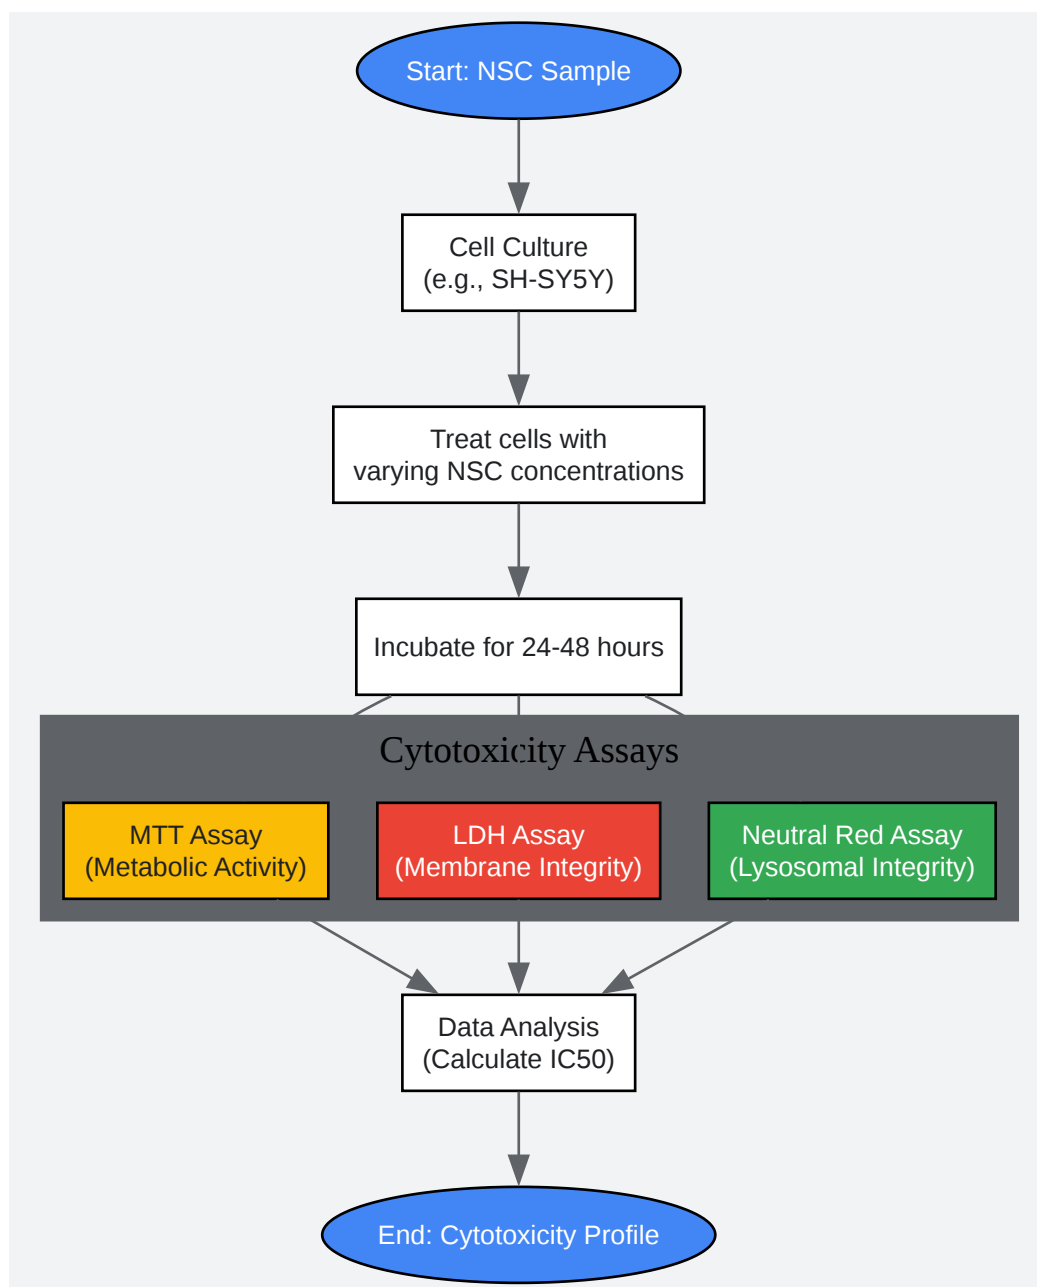 Start: NSC Sample
Cell Culture
(e.g., SH-SY5Y)
Treat cells with
varying NSC concentrations
Incubate for 24-48 hours
Cytotoxicity Assays
MTT Assay
(Metabolic Activity)
LDH Assay
(Membrane Integrity)
Neutral Red Assay
(Lysosomal Integrity)
Data Analysis
(Calculate IC50)
End: Cytotoxicity Profile